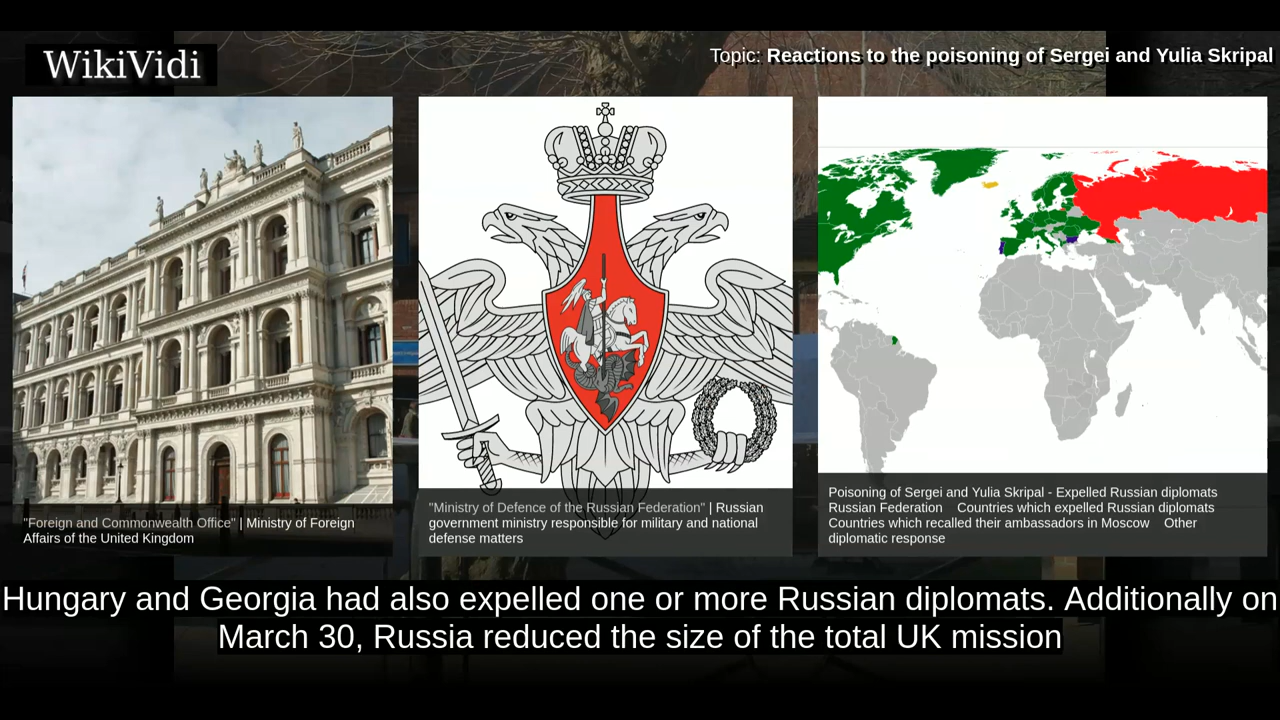 WikiVidi
Topic: Reactions to the poisoning of Sergei and Yulia Skripal
"Foreign and Commonwealth Office" | Ministry of Foreign
Affairs of the United Kingdom
"Ministry of Defence of the Russian Federation" | Russian
government ministry responsible for military and national
defense matters
Poisoning of Sergei and Yulia Skripal - Expelled Russian diplomats
Russian Federation    Countries which expelled Russian diplomats
Countries which recalled their ambassadors in Moscow    Other
diplomatic response
Hungary and Georgia had also expelled one or more Russian diplomats. Additionally on
March 30, Russia reduced the size of the total UK mission